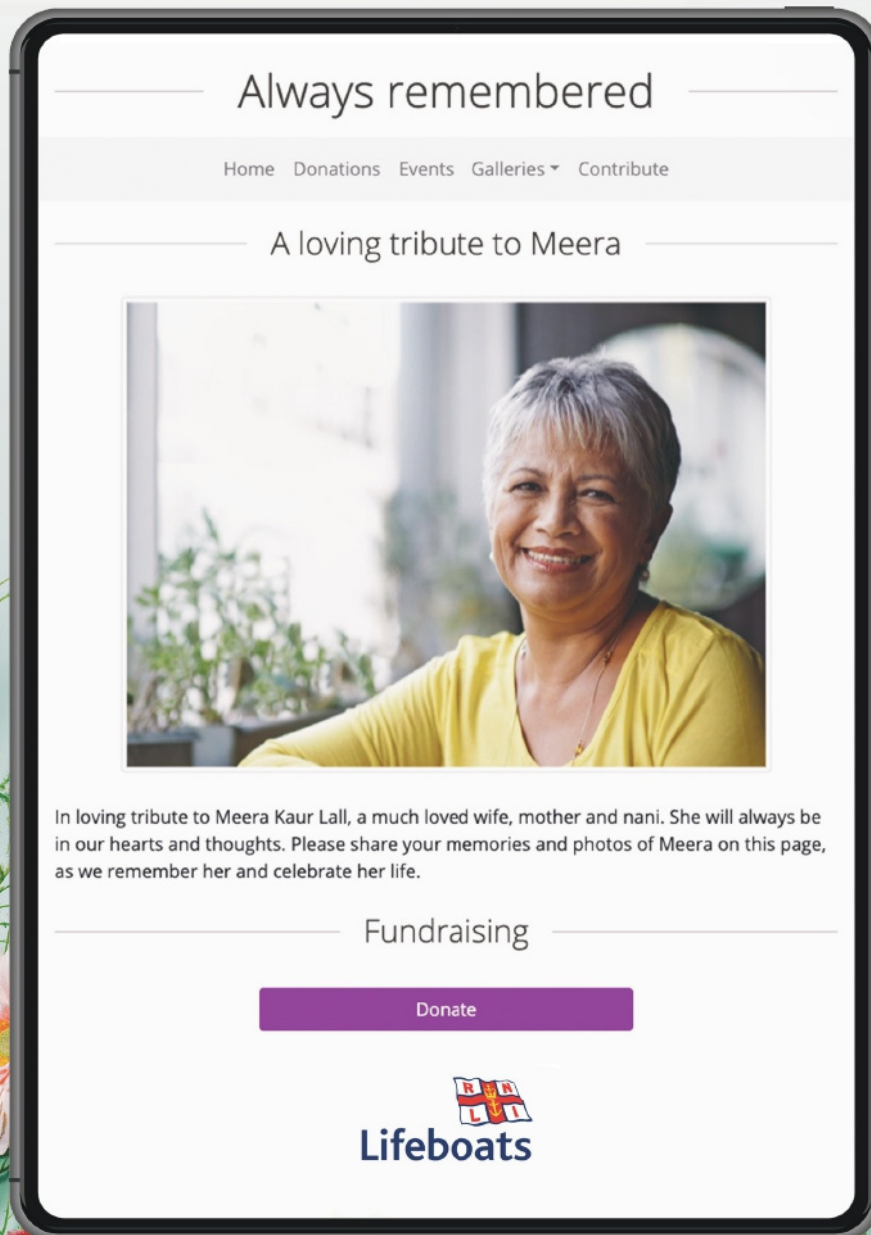 Always remembered
Home Donations Events Galleries Contribute
A loving tribute to Meera
In loving tribute to Meera Kaur Lall, a much loved wife, mother and nani. She will always be
in our hearts and thoughts. Please share your memories and photos of Meera on this page,
as we remember her and celebrate her life.
Fundraising
Donate
R N
L I
Lifeboats